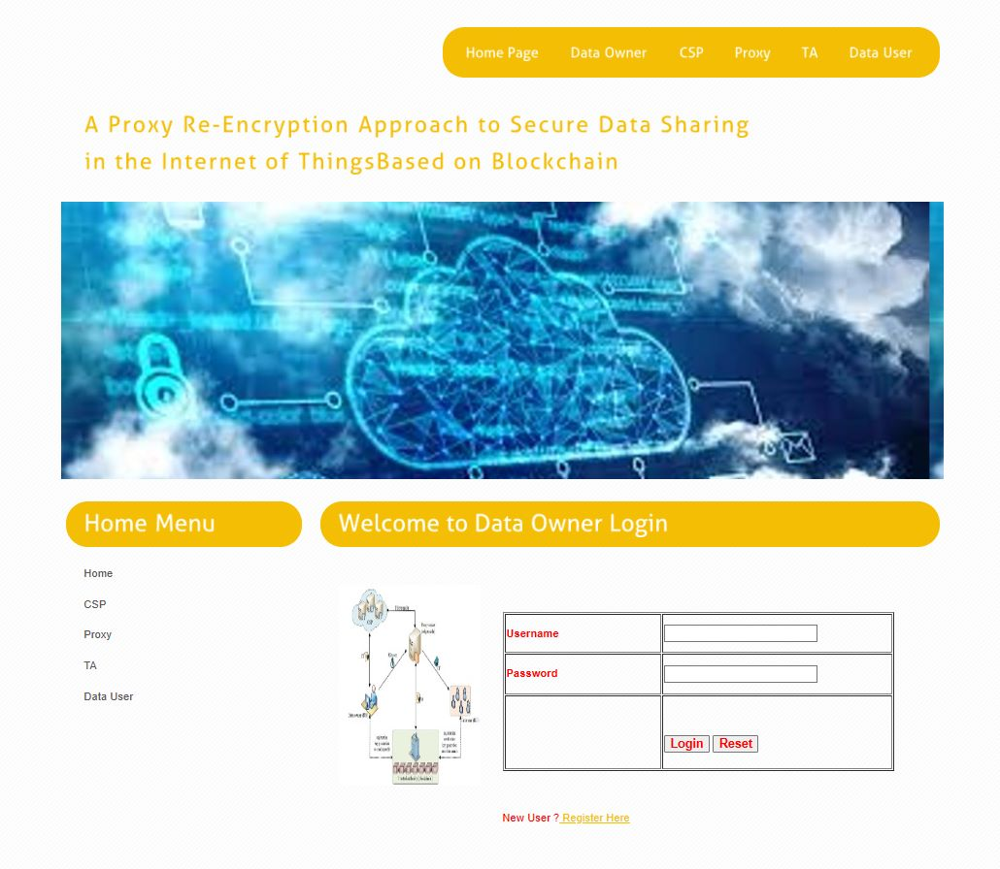 Home Page Data Owner CSP Proxy TA Data User
A Proxy Re-Encryption Approach to Secure Data Sharing
in the Internet of ThingsBased on Blockchain
Home Menu
Home
CSP
Proxy
TA
Data User
Welcome to Data Owner Login
CSP
Username
Password
Login Reset
New User ? Register Here